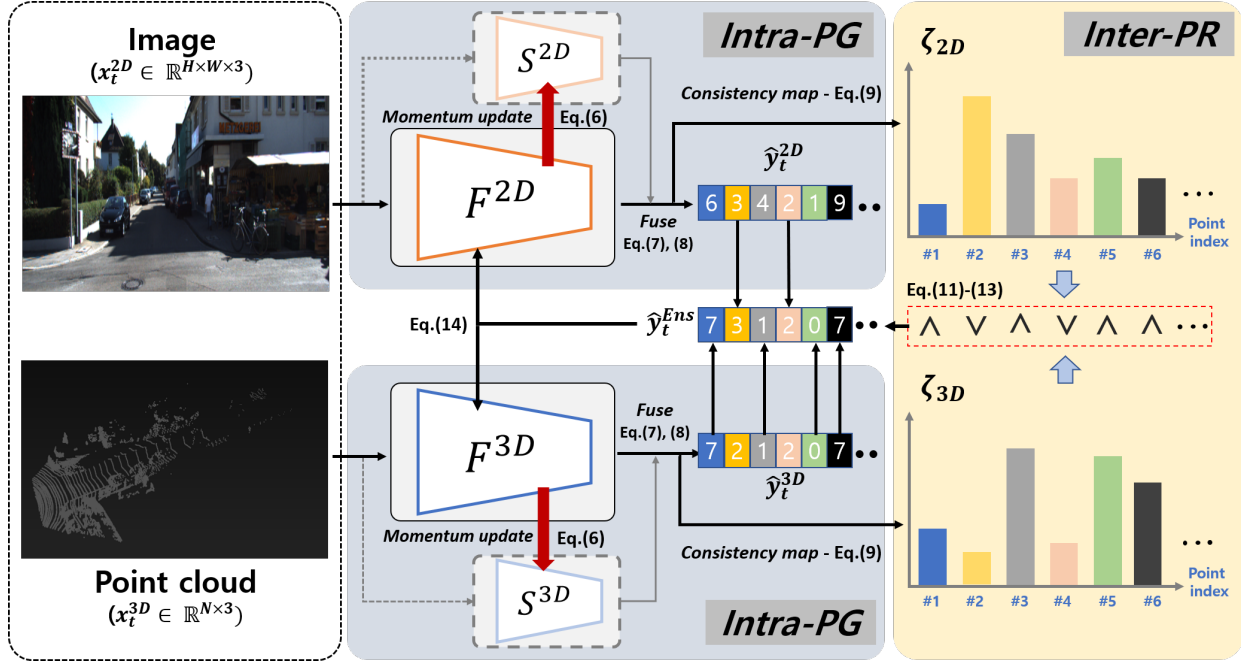 Image
(x_t^{2D} ∈ ℝ^{H×W×3})
Point cloud
(x_t^{3D} ∈ ℝ^{N×3})
Intra-PG
S^{2D}
Momentum update
Eq.(6)
F^{2D}
Consistency map - Eq.(9)
ŷ_t^{2D}
6 3 4 2 1 9 ••
Fuse
Eq.(7), (8)
Eq.(14)
ŷ_t^{Ens}
7 3 1 2 0 7 ••
F^{3D}
Fuse
Eq.(7), (8)
7 2 1 2 0 7 ••
ŷ_t^{3D}
Momentum update
Eq.(6)
Consistency map - Eq.(9)
S^{3D}
Intra-PG
Inter-PR
ζ_{2D}
•••
Point
index
#1 #2 #3 #4 #5 #6
Eq.(11)-(13)
∧ ∨ ∧ ∨ ∧ ∧ •••
ζ_{3D}
•••
Point
index
#1 #2 #3 #4 #5 #6